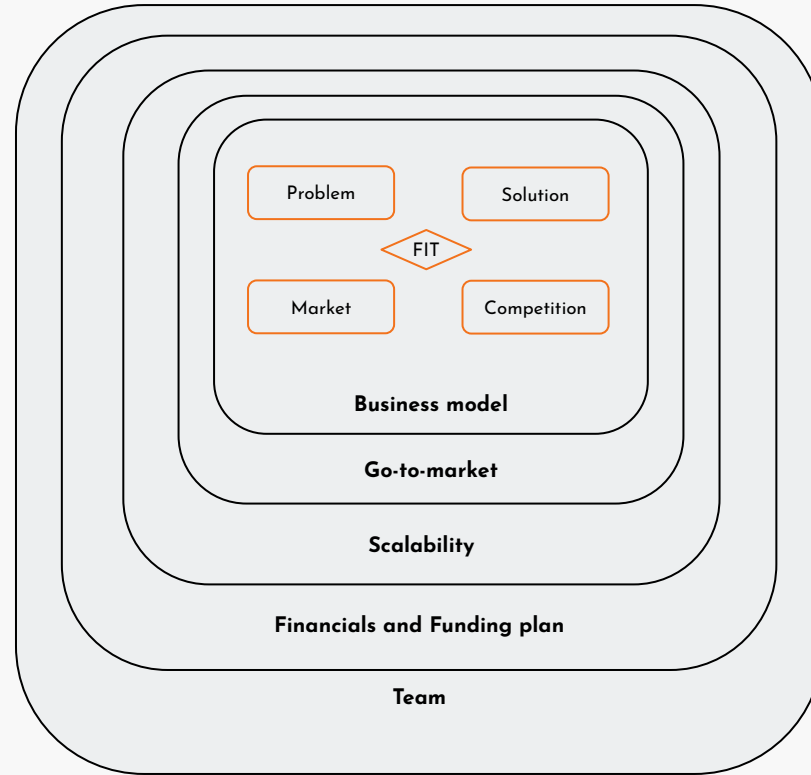 Problem
Solution
FIT
Market
Competition
Business model
Go-to-market
Scalability
Financials and Funding plan
Team